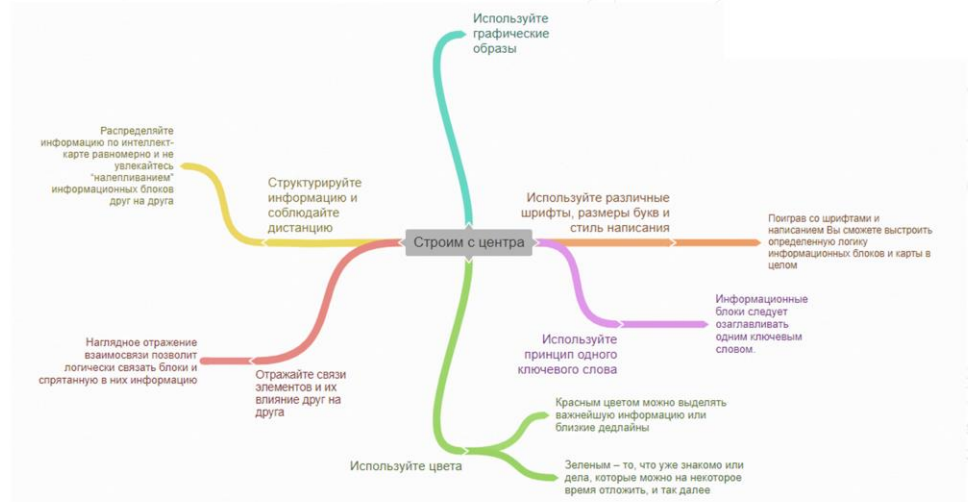 Используйте
графические
образы
Распределяйте
информацию по интеллект-
карте равномерно и не
увлекайтесь
"налепливанием"
информационных блоков
друг на друга
Структурируйте
информацию и
соблюдайте
дистанцию
Строим с центра
Используйте различные
шрифты, размеры букв и
стиль написания
Поиграв со шрифтами и
написанием Вы сможете выстроить
определенную логику
информационных блоков и карты в
целом
Наглядное отражение
взаимосвязи позволит
логически связать блоки и
спрятанную в них информацию
Отражайте связи
элементов и их
влияние друг на
друга
Используйте
принцип одного
ключевого слова
Информационные
блоки следует
озаглавливать
одним ключевым
словом.
Используйте цвета
Красным цветом можно выделять
важнейшую информацию или
близкие дедлайны
Зеленым – то, что уже знакомо или
дела, которые можно на некоторое
время отложить, и так далее